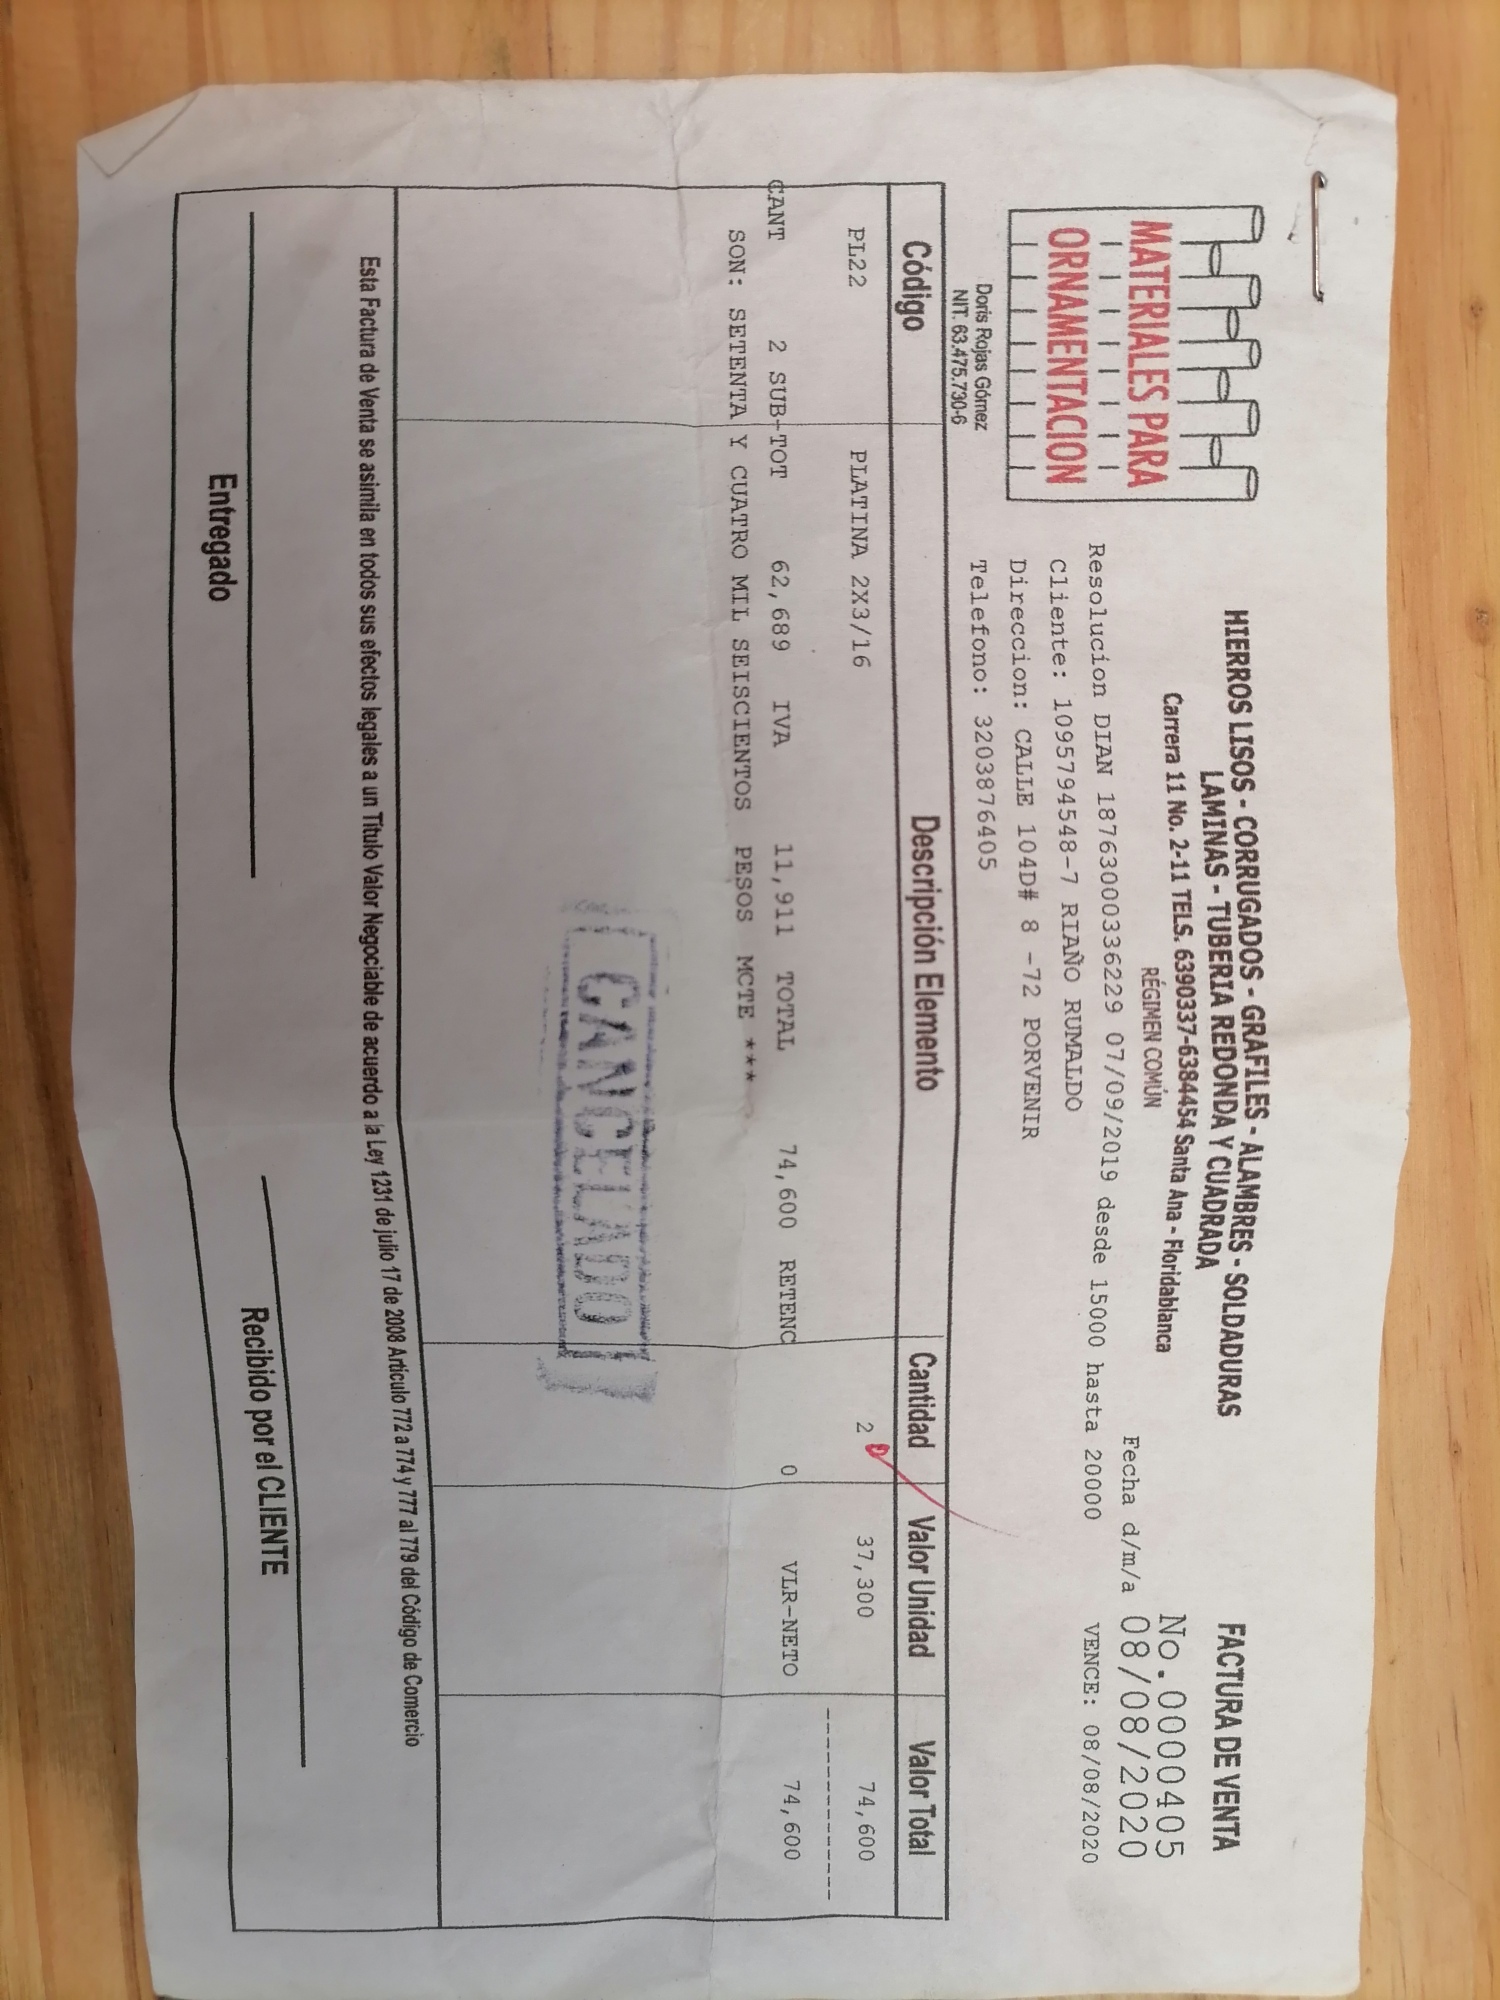 MATERIALES PARA
ORNAMENTACION
Doris Rojas Gómez
NIT. 63.475.730-6
HIERROS LISOS - CORRUGADOS - GRAFILES - ALAMBRES - SOLDADURAS
LAMINAS - TUBERIA REDONDA Y CUADRADA
Carrera 11 No. 2-11 TELS. 6390337-6384454 Santa Ana - Floridablanca
RÉGIMEN COMÚN
FACTURA DE VENTA
No.0000405
Fecha d/m/a 08/08/2020
VENCE: 08/08/2020
Resolucion DIAN 18763000336229 07/09/2019 desde 15000 hasta 20000
Cliente: 1095794548-7 RIAÑO RUMALDO
Direccion: CALLE 104D# 8 -72 PORVENIR
Telefono: 3203876405
Código Descripción Elemento Cantidad Valor Unidad Valor Total
PL22 PLATINA 2X3/16 2 37,300 74,600
--------------
CANT 2 SUB-TOT 62,689 IVA 11,911 TOTAL 74,600 RETENC 0 VLR-NETO 74,600
SON: SETENTA Y CUATRO MIL SEISCIENTOS PESOS MCTE ***
CANCELADO
Esta Factura de Venta se asimila en todos sus efectos legales a un Titulo Valor Negociable de acuerdo a la Ley 1231 de julio 17 de 2008 Artículo 772 a 774 y 777 al 779 del Código de Comercio
Entregado
Recibido por el CLIENTE